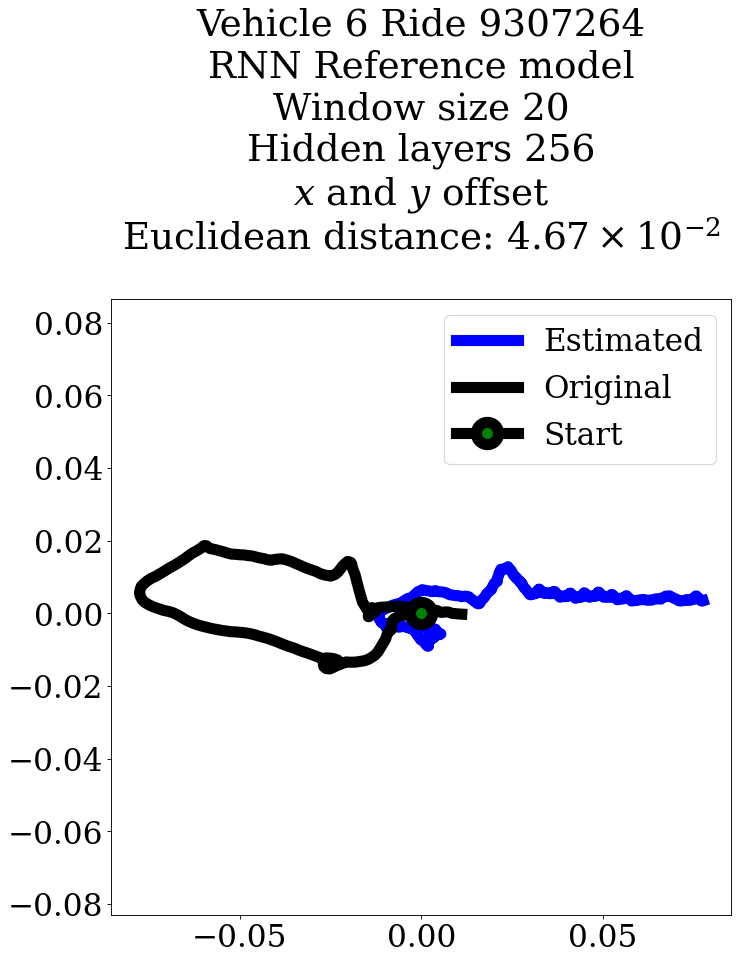 Vehicle 6 Ride 9307264
RNN Reference model
Window size 20
Hidden layers 256
x and y offset
Euclidean distance: 4.67 × 10⁻²
Estimated
Original
Start
0.08
0.06
0.04
0.02
0.00
−0.02
−0.04
−0.06
−0.08
−0.05 0.00 0.05